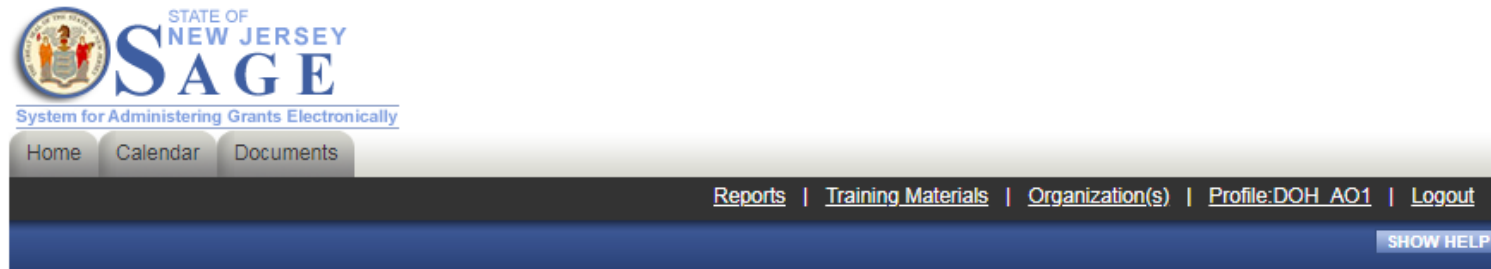 STATE OF
NEW JERSEY
SAGE
System for Administering Grants Electronically
Home Calendar Documents
Reports | Training Materials | Organization(s) | Profile:DOH_AO1 | Logout
SHOW HELP